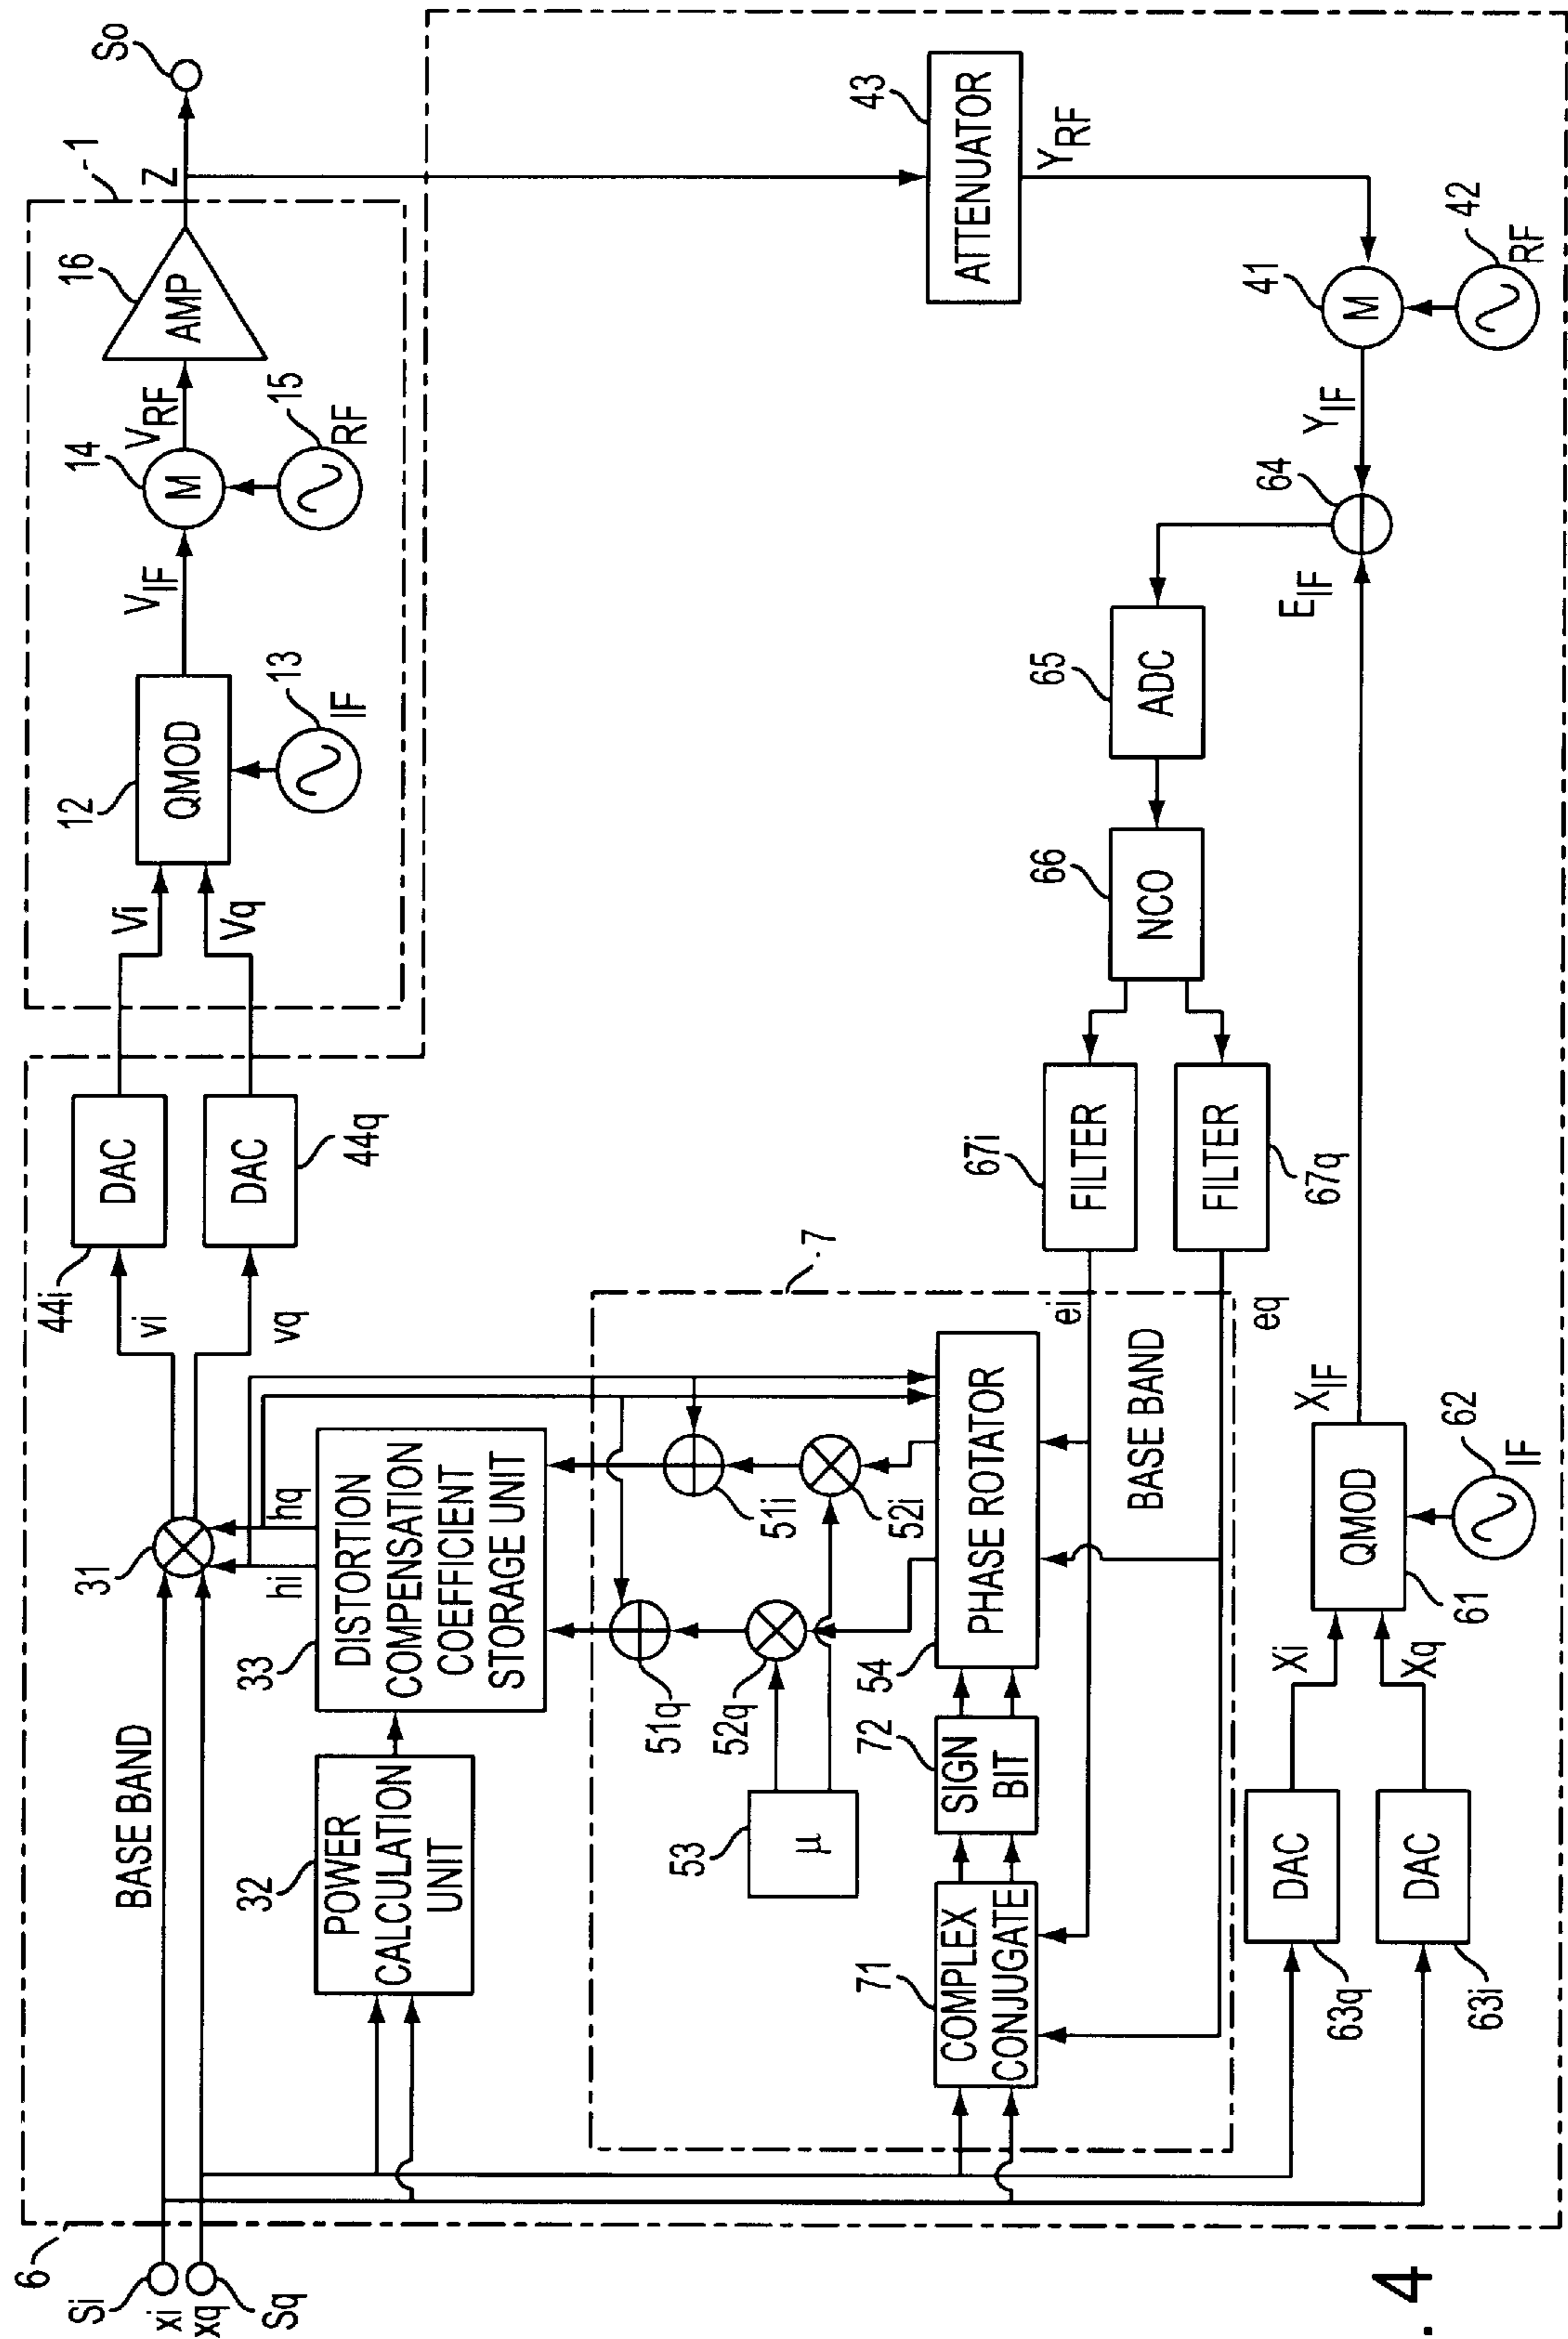 6
Si
xi
xq
Sq
BASE BAND
31
hi
hq
vi
vq
44i
DAC
DAC
44q
Vi
Vq
12
QMOD
13
IF
VIF
14
M
VRF
15
RF
16
AMP
1
Z
So
32
POWER
CALCULATION
UNIT
33
DISTORTION
COMPENSATION
COEFFICIENT
STORAGE UNIT
51q
51i
52q
52i
53
μ
7
71
COMPLEX
CONJUGATE
72
SIGN
BIT
54
PHASE ROTATOR
BASE BAND
ei
eq
67i
FILTER
FILTER
67q
66
NCO
65
ADC
43
ATTENUATOR
YRF
41
M
42
RF
YIF
64
EIF
DAC
63q
DAC
63i
Xi
Xq
QMOD
61
62
IF
XIF
. 4